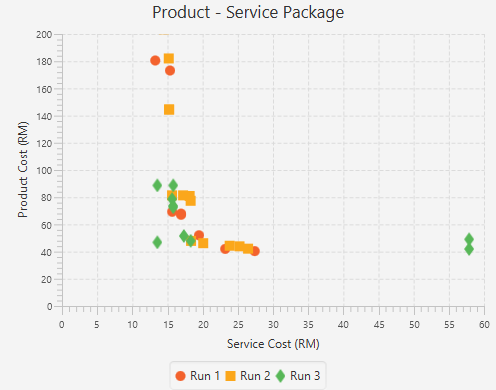 Product - Service Package
200
180
160
140
120
100
80
60
40
20
0
Product Cost (RM)
0 5 10 15 20 25 30 35 40 45 50 55 60
Service Cost (RM)
Run 1 Run 2 Run 3